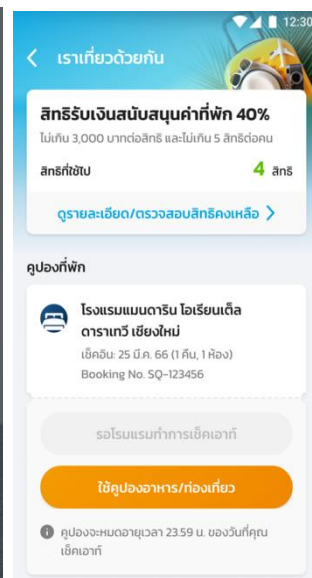 12:30
เราเที่ยวด้วยกัน
สิทธิรับเงินสนับสนุนค่าที่พัก 40%
ไม่เกิน 3,000 บาทต่อสิทธิ และไม่เกิน 5 สิทธิต่อคน
สิทธิที่ใช้ไป 4 สิทธิ
ดูรายละเอียด/ตรวจสอบสิทธิคงเหลือ
คูปองที่พัก
โรงแรมแมนดาริน โอเรียนเต็ล
ดาราเทวี เชียงใหม่
เช็คอิน: 25 มี.ค. 66 (1 คืน, 1 ห้อง)
Booking No. SQ-123456
รอโรมแรมทำการเช็คเอาท์
ใช้คูปองอาหาร/ท่องเที่ยว
คูปองจะหมดอายุเวลา 23.59 น. ของวันที่คุณ
เช็คเอาท์